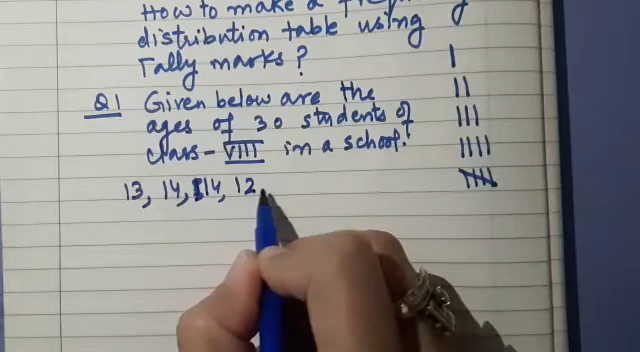 How to make a
distribution table using
Tally marks?
|
Q1 Given below are the
||
ages of 30 students of
|||
class-VIII in a school.
||||
13, 14, 14, 12